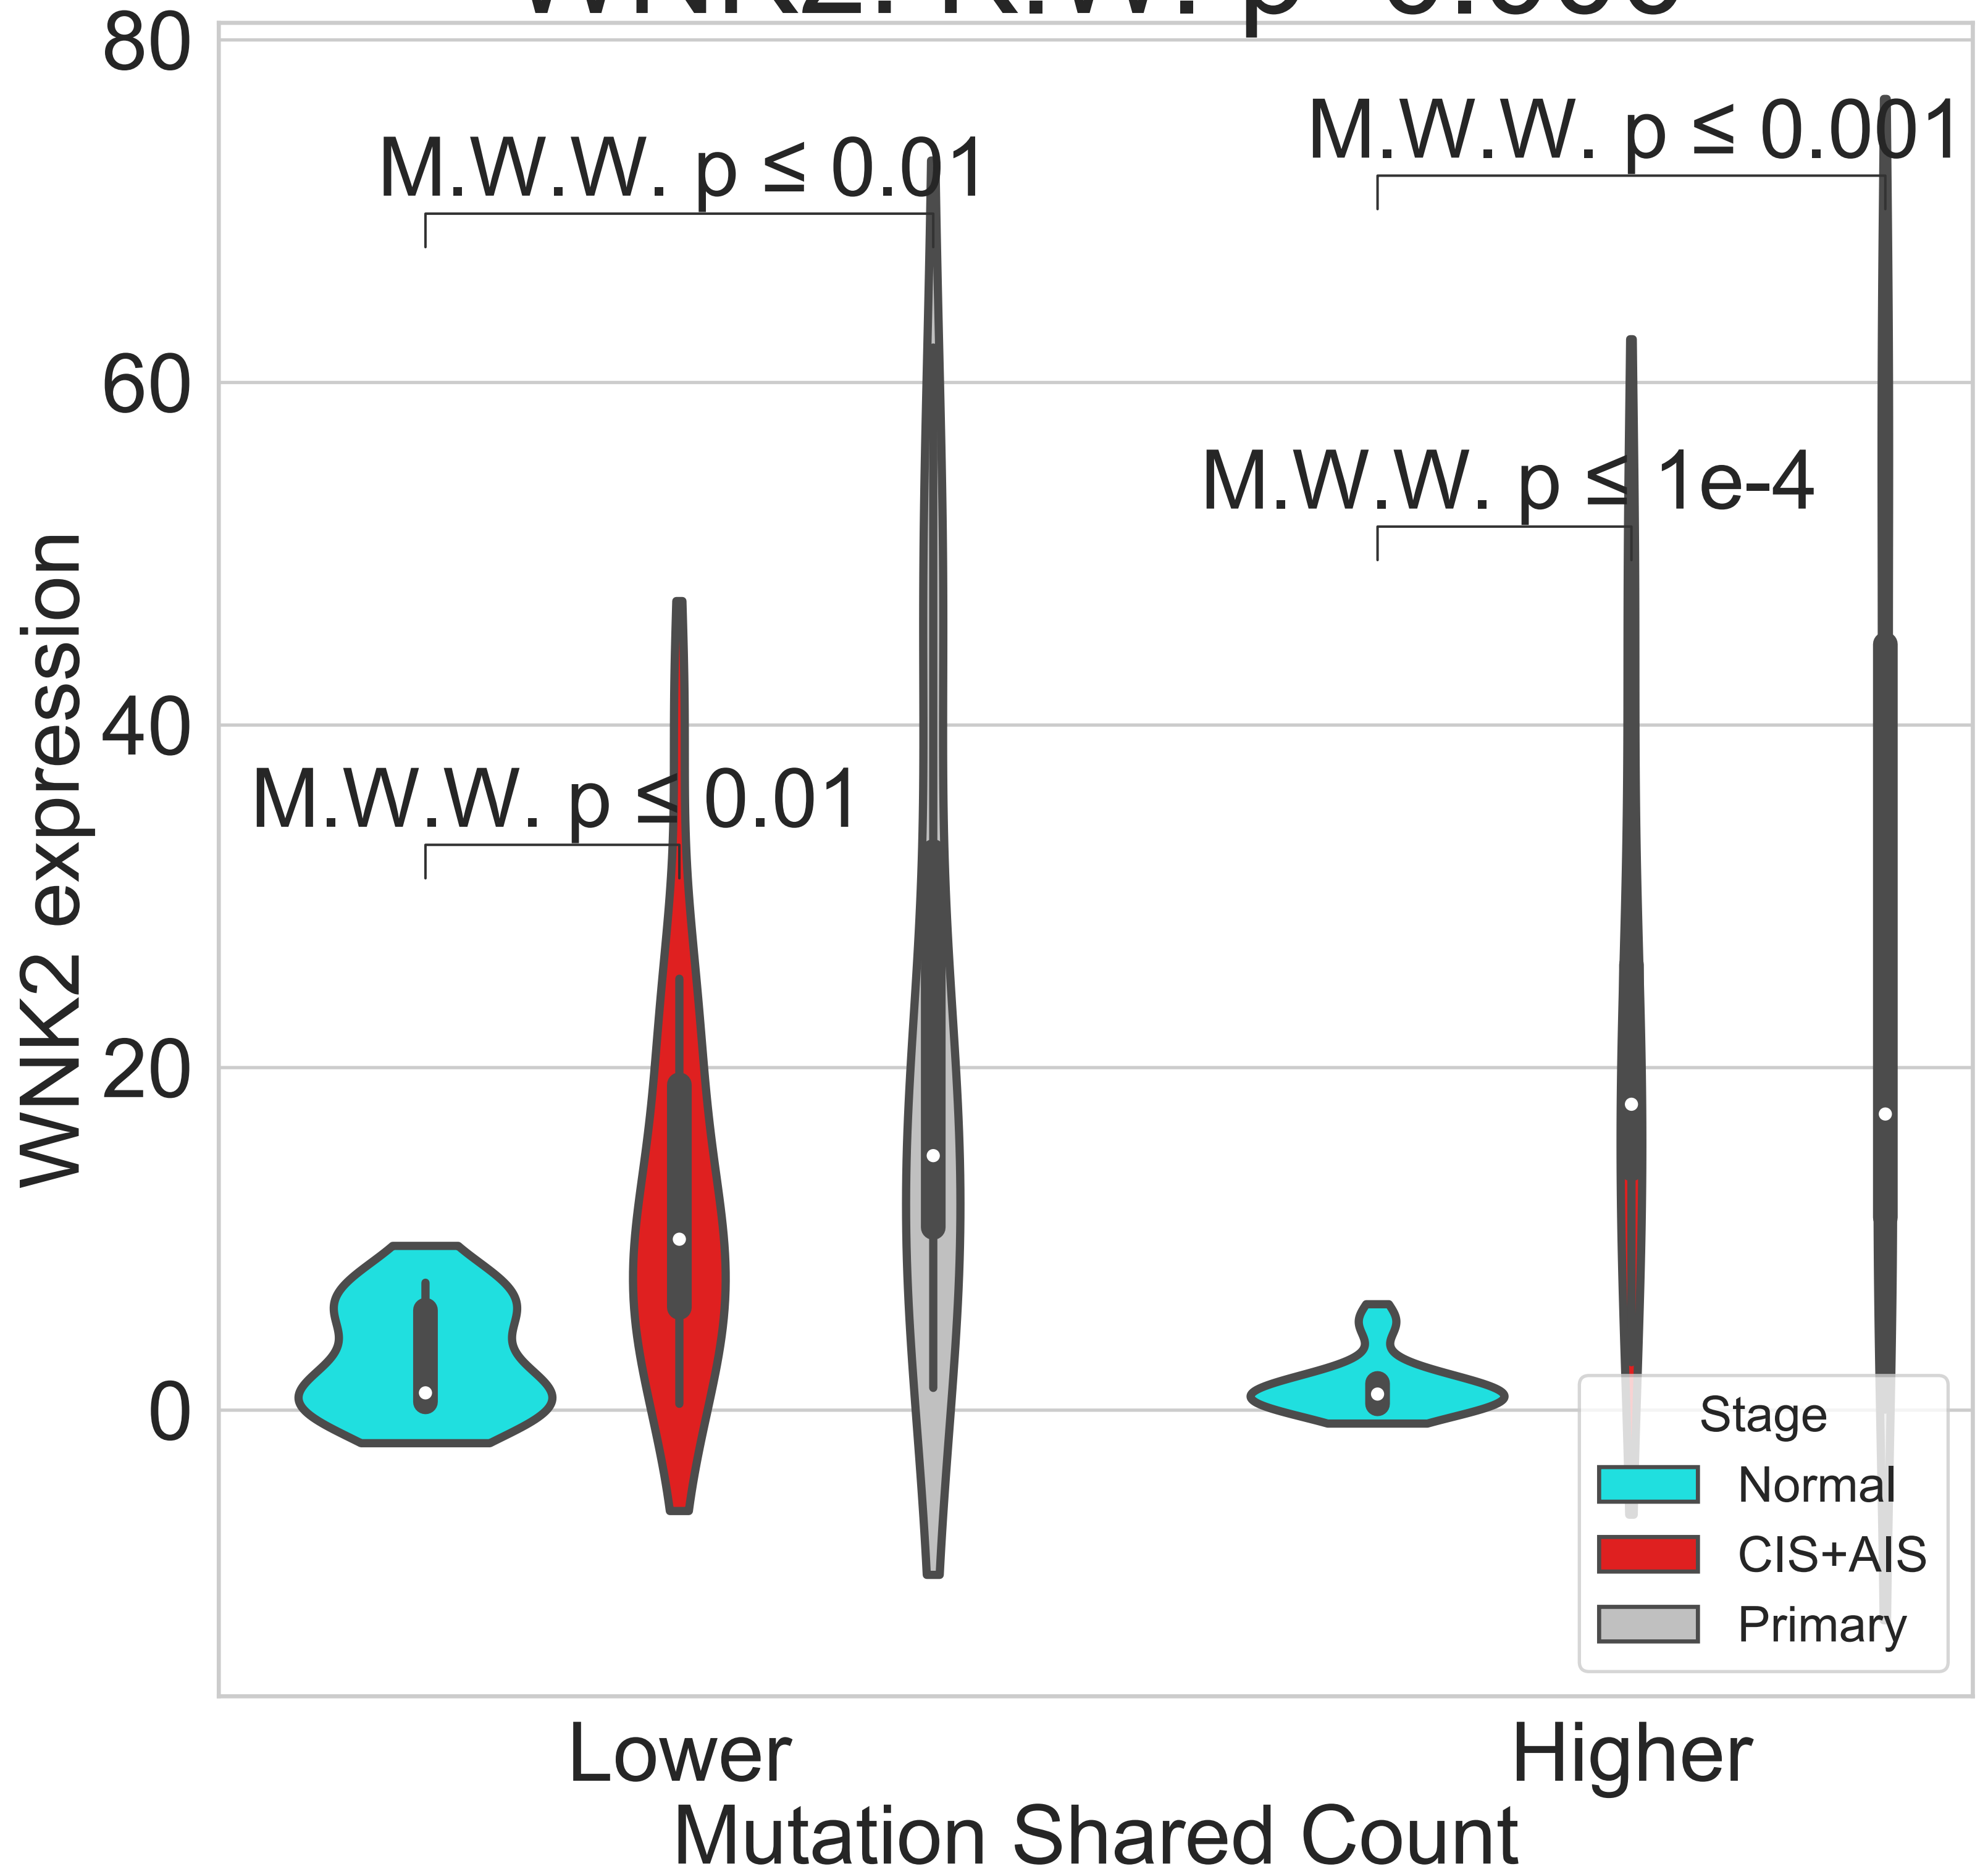 80
60
40
20
0
WNK2 expression
M.W.W. p ≤ 0.01
M.W.W. p ≤ 0.001
M.W.W. p ≤ 1e-4
M.W.W. p ≤ 0.01
Stage
Normal
CIS+AIS
Primary
Lower
Higher
Mutation Shared Count